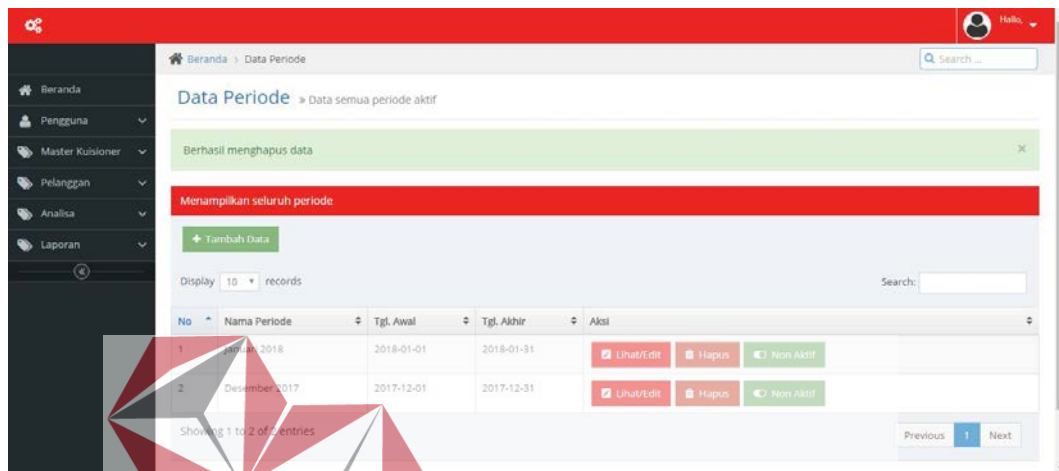 Hallo,
Beranda > Data Periode
Search ...
Beranda
Pengguna
Master Kuisioner
Pelanggan
Analisa
Laporan
Data Periode » Data semua periode aktif
Berhasil menghapus data ×
Menampilkan seluruh periode
+ Tambah Data
Display 10 records
Search:
No Nama Periode Tgl. Awal Tgl. Akhir Aksi
1 Januari 2018 2018-01-01 2018-01-31 Lihat/Edit Hapus Non Aktif
2 Desember 2017 2017-12-01 2017-12-31 Lihat/Edit Hapus Non Aktif
Showing 1 to 2 of 2 entries
Previous 1 Next